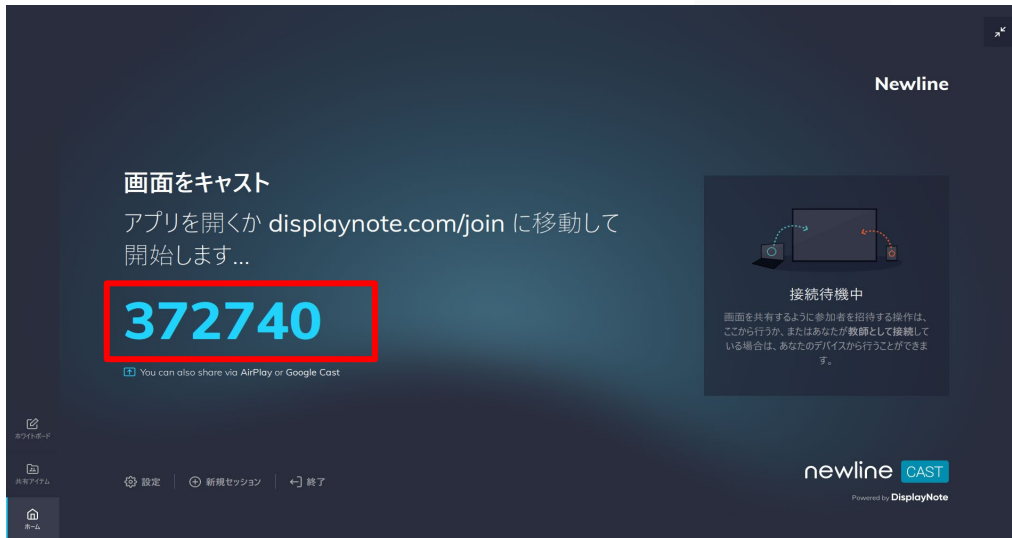 Newline
画面をキャスト
アプリを開くか displaynote.com/join に移動して
開始します...
372740
You can also share via AirPlay or Google Cast
接続待機中
画面を共有するように参加者を招待する操作は、
ここから行うか、またはあなたが教師として接続して
いる場合は、あなたのデバイスから行うことができま
す。
ホワイトボード
共有アイテム
ホーム
設定
新規セッション
終了
newline CAST
Powered by DisplayNote